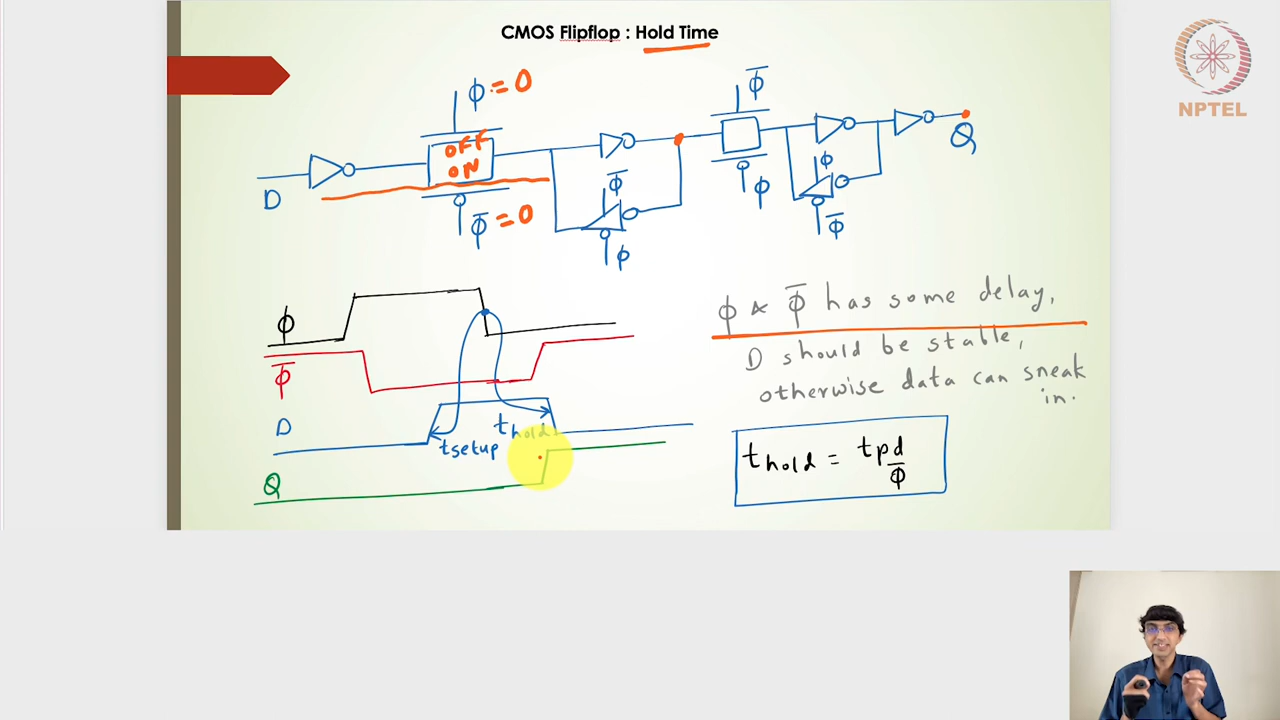 CMOS Flipflop : Hold Time
NPTEL
ϕ = 0
OFF
ON
D
ϕ̅ = 0
ϕ̅
ϕ
ϕ̅
ϕ
ϕ
ϕ̅
Q
ϕ
ϕ̅
D
tsetup
thold
Q
ϕ & ϕ̅ has some delay,
D should be stable,
otherwise data can sneak
in.
thold = tpd ϕ̅